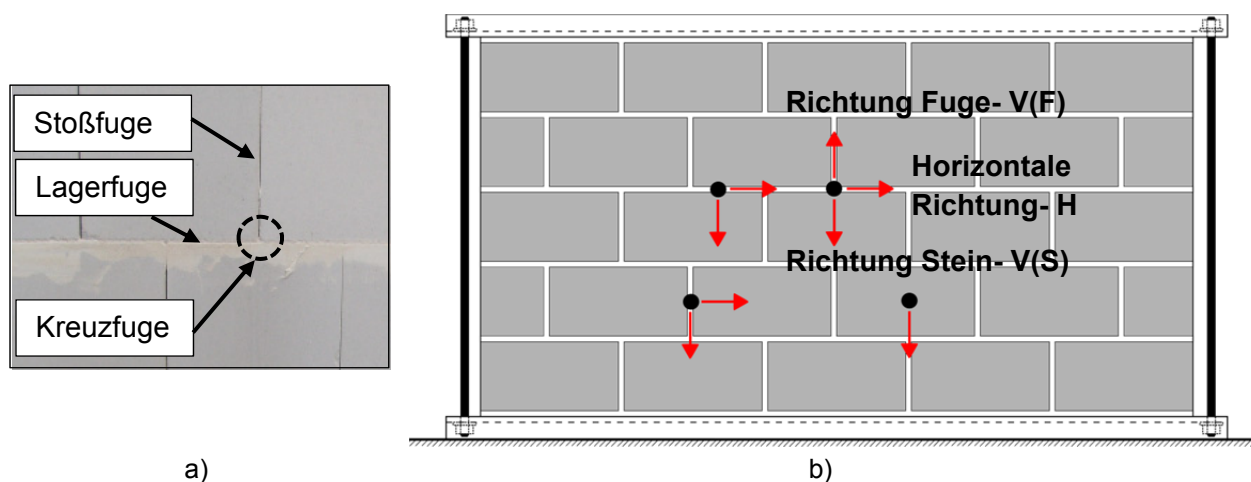 Stoßfuge
Lagerfuge
Kreuzfuge
a)
Richtung Fuge- V(F)
Horizontale
Richtung- H
Richtung Stein- V(S)
b)